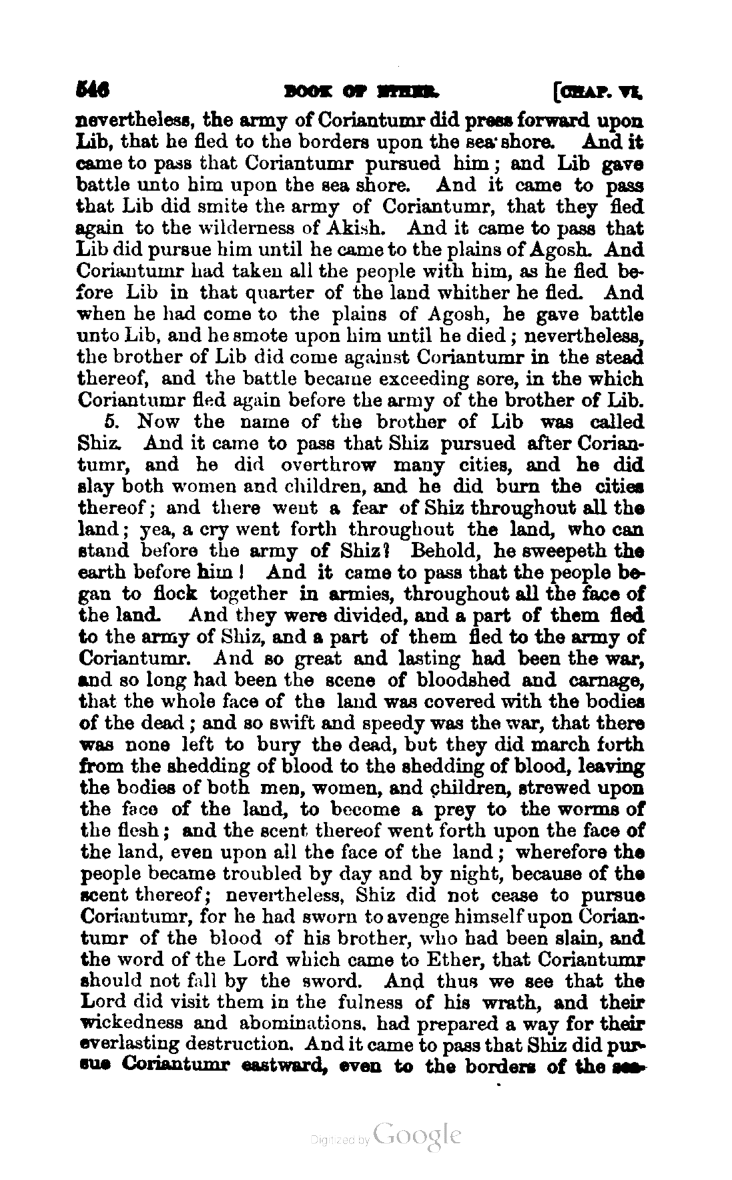 546 BOOK OF ETHER. [CHAP. VI.
nevertheless, the army of Coriantumr did press forward upon
Lib, that he fled to the borders upon the sea shore. And it
came to pass that Coriantumr pursued him; and Lib gave
battle unto him upon the sea shore. And it came to pass
that Lib did smite the army of Coriantumr, that they fled
again to the wilderness of Akish. And it came to pass that
Lib did pursue him until he came to the plains of Agosh. And
Coriantumr had taken all the people with him, as he fled be-
fore Lib in that quarter of the land whither he fled. And
when he had come to the plains of Agosh, he gave battle
unto Lib, and he smote upon him until he died; nevertheless,
the brother of Lib did come against Coriantumr in the stead
thereof, and the battle became exceeding sore, in the which
Coriantumr fled again before the army of the brother of Lib.
5. Now the name of the brother of Lib was called
Shiz. And it came to pass that Shiz pursued after Corian-
tumr, and he did overthrow many cities, and he did
slay both women and children, and he did burn the cities
thereof; and there went a fear of Shiz throughout all the
land; yea, a cry went forth throughout the land, who can
stand before the army of Shiz? Behold, he sweepeth the
earth before him! And it came to pass that the people be-
gan to flock together in armies, throughout all the face of
the land. And they were divided, and a part of them fled
to the army of Shiz, and a part of them fled to the army of
Coriantumr. And so great and lasting had been the war,
and so long had been the scene of bloodshed and carnage,
that the whole face of the land was covered with the bodies
of the dead; and so swift and speedy was the war, that there
was none left to bury the dead, but they did march forth
from the shedding of blood to the shedding of blood, leaving
the bodies of both men, women, and children, strewed upon
the face of the land, to become a prey to the worms of
the flesh; and the scent thereof went forth upon the face of
the land, even upon all the face of the land; wherefore the
people became troubled by day and by night, because of the
scent thereof; nevertheless, Shiz did not cease to pursue
Coriantumr, for he had sworn to avenge himself upon Corian-
tumr of the blood of his brother, who had been slain, and
the word of the Lord which came to Ether, that Coriantumr
should not fall by the sword. And thus we see that the
Lord did visit them in the fulness of his wrath, and their
wickedness and abominations, had prepared a way for their
everlasting destruction. And it came to pass that Shiz did pur-
sue Coriantumr eastward, even to the borders of the sea-
Digitized by Google